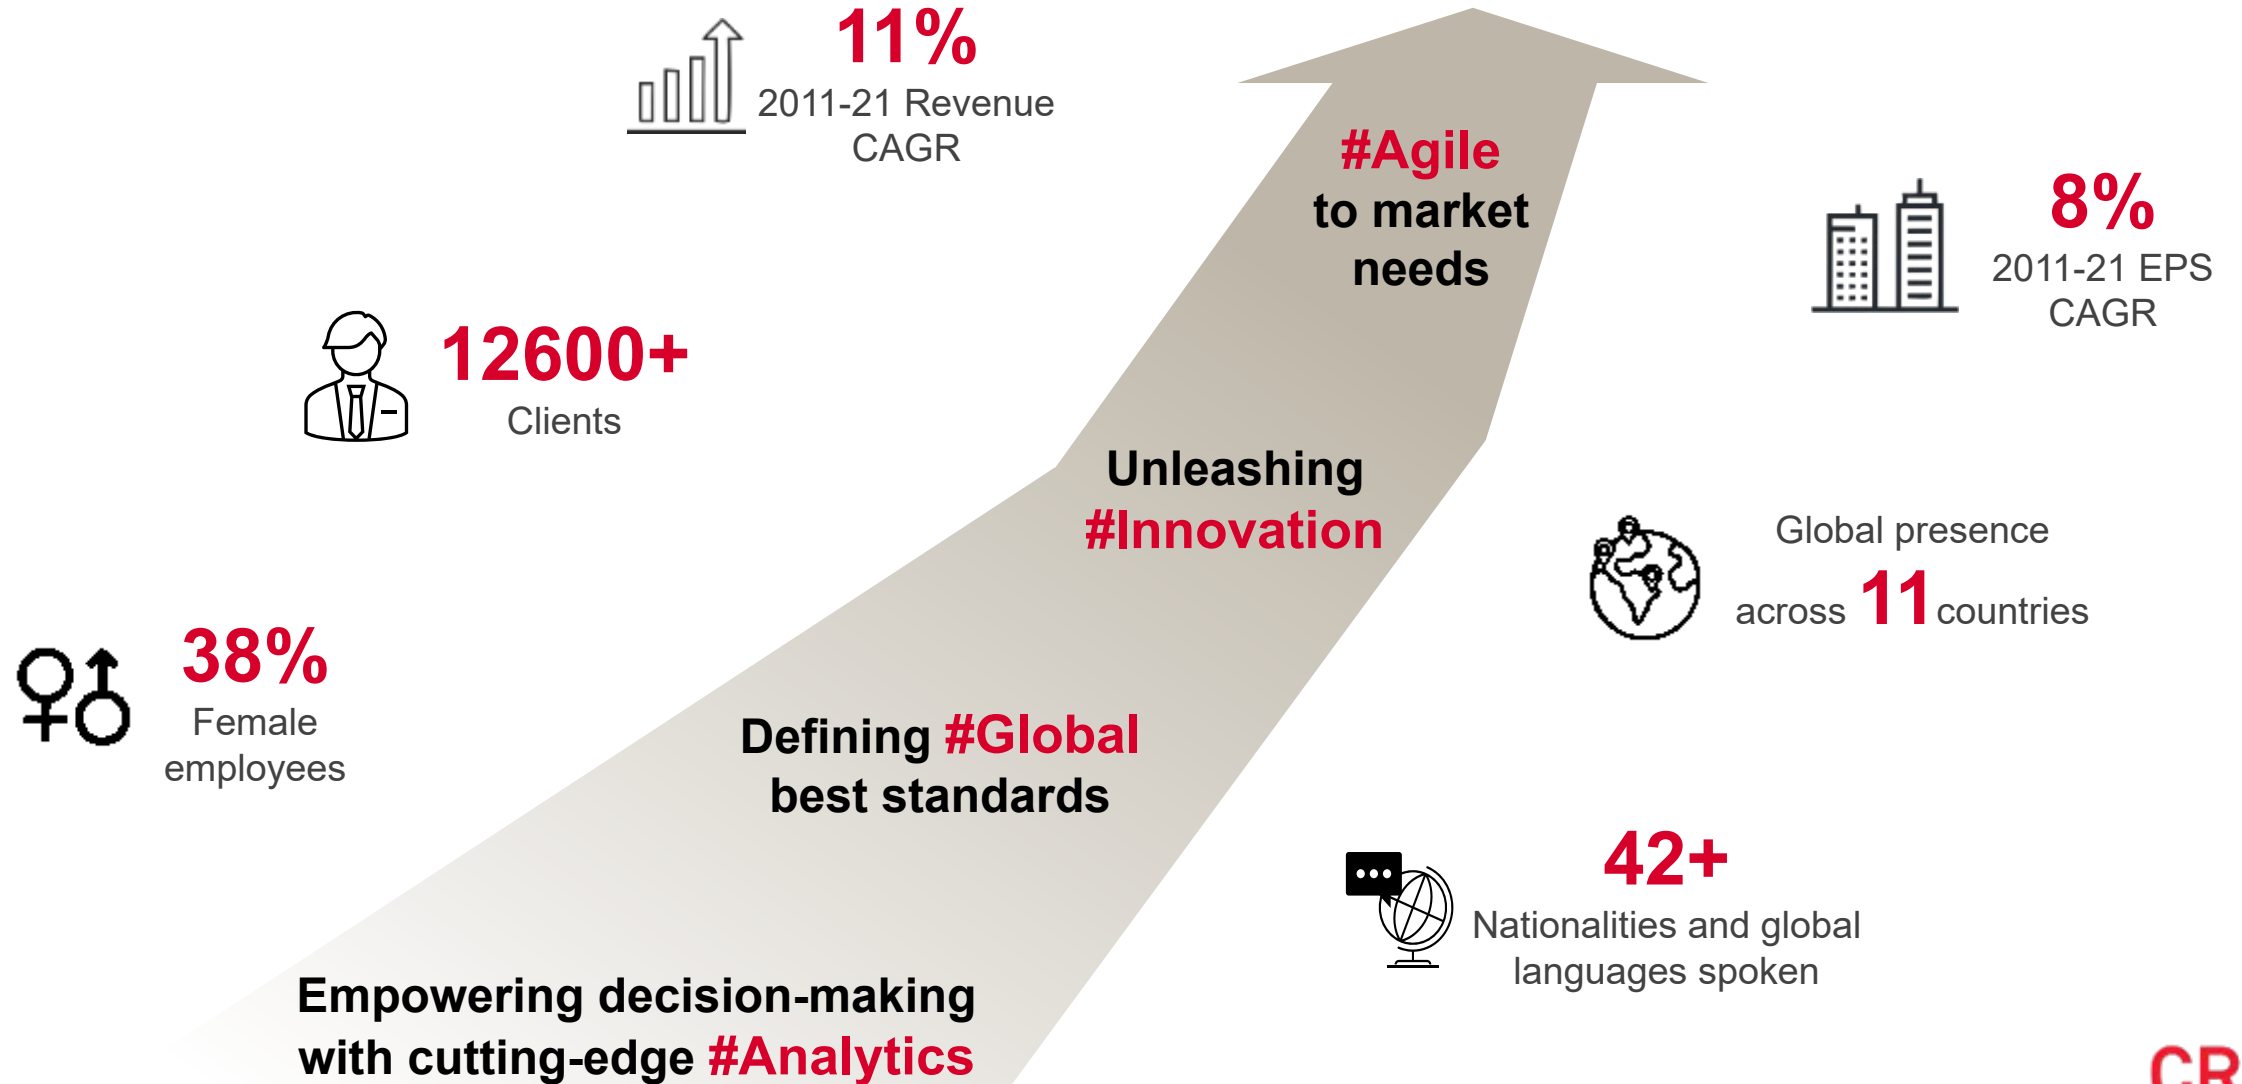 11%
2011-21 Revenue
CAGR
#Agile
to market
needs
8%
2011-21 EPS
CAGR
12600+
Clients
Unleashing
#Innovation
Global presence
across 11 countries
38%
Female
employees
Defining #Global
best standards
42+
Nationalities and global
languages spoken
Empowering decision-making
with cutting-edge #Analytics
CR